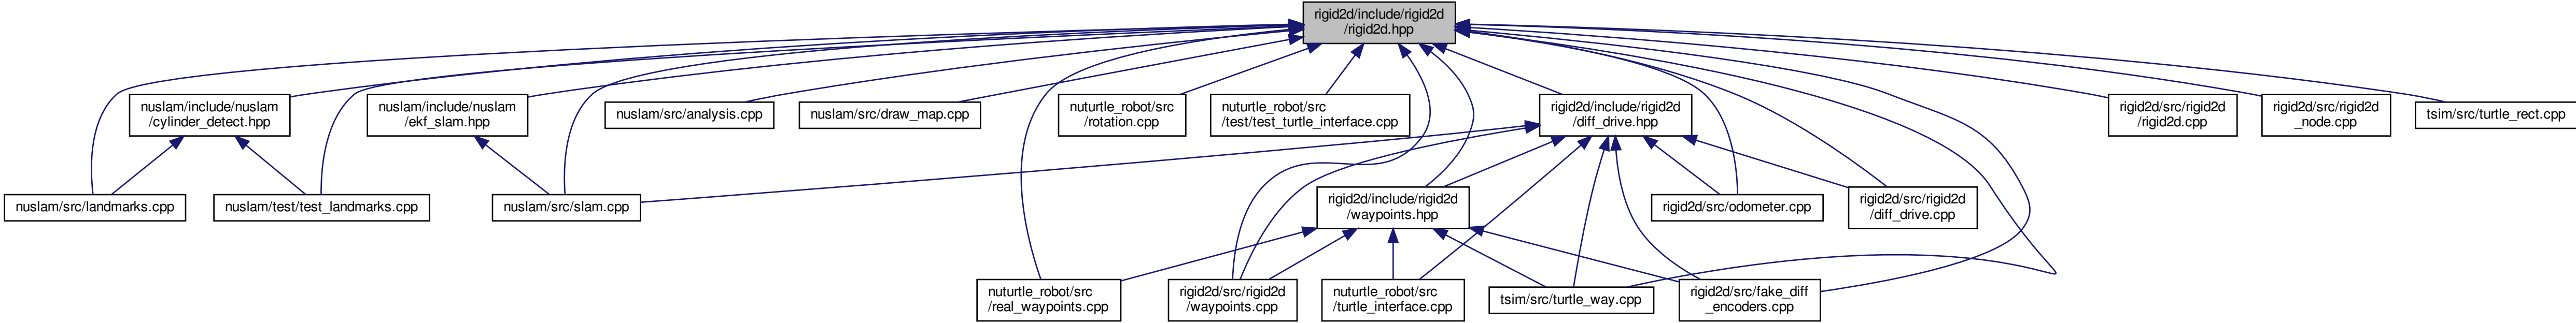 rigid2d/include/rigid2d
/rigid2d.hpp
nuslam/include/nuslam
/cylinder_detect.hpp
nuslam/include/nuslam
/ekf_slam.hpp
nuslam/src/analysis.cpp
nuslam/src/draw_map.cpp
nuturtle_robot/src
/rotation.cpp
nuturtle_robot/src
/test/test_turtle_interface.cpp
rigid2d/include/rigid2d
/diff_drive.hpp
rigid2d/src/rigid2d
/rigid2d.cpp
rigid2d/src/rigid2d
_node.cpp
tsim/src/turtle_rect.cpp
nuslam/src/landmarks.cpp
nuslam/test/test_landmarks.cpp
nuslam/src/slam.cpp
rigid2d/include/rigid2d
/waypoints.hpp
rigid2d/src/odometer.cpp
rigid2d/src/rigid2d
/diff_drive.cpp
nuturtle_robot/src
/real_waypoints.cpp
rigid2d/src/rigid2d
/waypoints.cpp
nuturtle_robot/src
/turtle_interface.cpp
tsim/src/turtle_way.cpp
rigid2d/src/fake_diff
_encoders.cpp